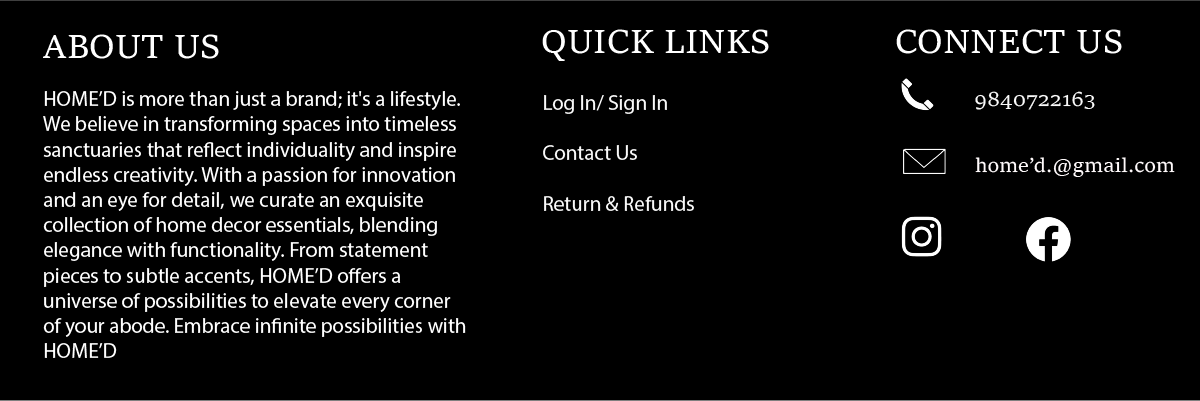 ABOUT US
HOME’D is more than just a brand; it's a lifestyle.
We believe in transforming spaces into timeless
sanctuaries that reflect individuality and inspire
endless creativity. With a passion for innovation
and an eye for detail, we curate an exquisite
collection of home decor essentials, blending
elegance with functionality. From statement
pieces to subtle accents, HOME’D offers a
universe of possibilities to elevate every corner
of your abode. Embrace infinite possibilities with
HOME’D
QUICK LINKS
Log In/ Sign In
Contact Us
Return & Refunds
CONNECT US
9840722163
home’d.@gmail.com